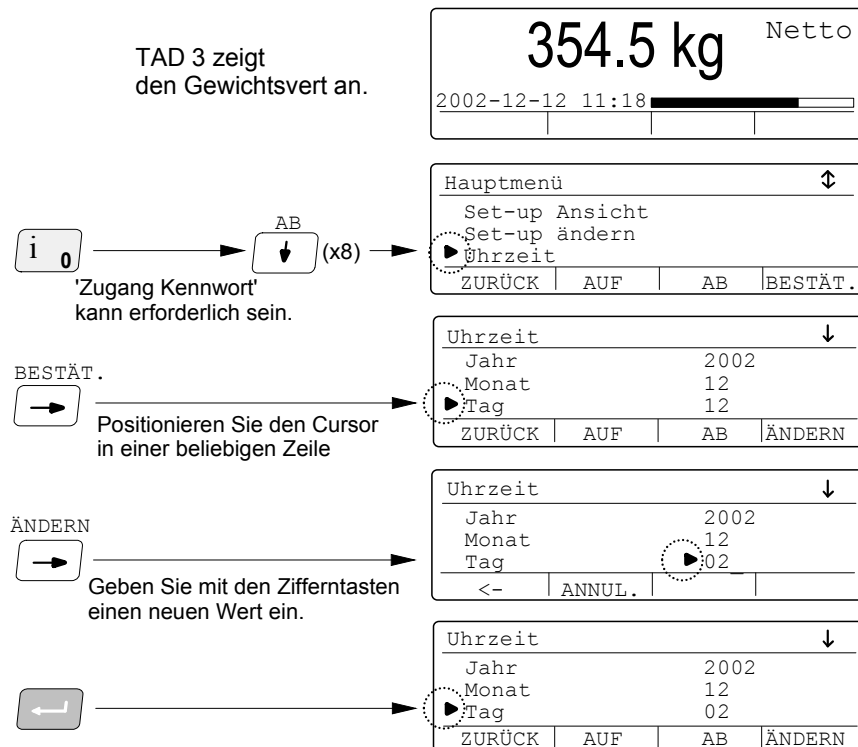 TAD 3 zeigt
den Gewichtsvert an.
354.5 kg Netto
2002-12-12 11:18
Hauptmenü
Set-up Ansicht
Set-up ändern
Uhrzeit
ZURÜCK AUF AB BESTÄT.
i 0
AB
(x8)
'Zugang Kennwort'
kann erforderlich sein.
Uhrzeit
Jahr 2002
Monat 12
Tag 12
ZURÜCK AUF AB ÄNDERN
BESTÄT.
Positionieren Sie den Cursor
in einer beliebigen Zeile
Uhrzeit
Jahr 2002
Monat 12
Tag 02_
<- ANNUL.
ÄNDERN
Geben Sie mit den Zifferntasten
einen neuen Wert ein.
Uhrzeit
Jahr 2002
Monat 12
Tag 02
ZURÜCK AUF AB ÄNDERN